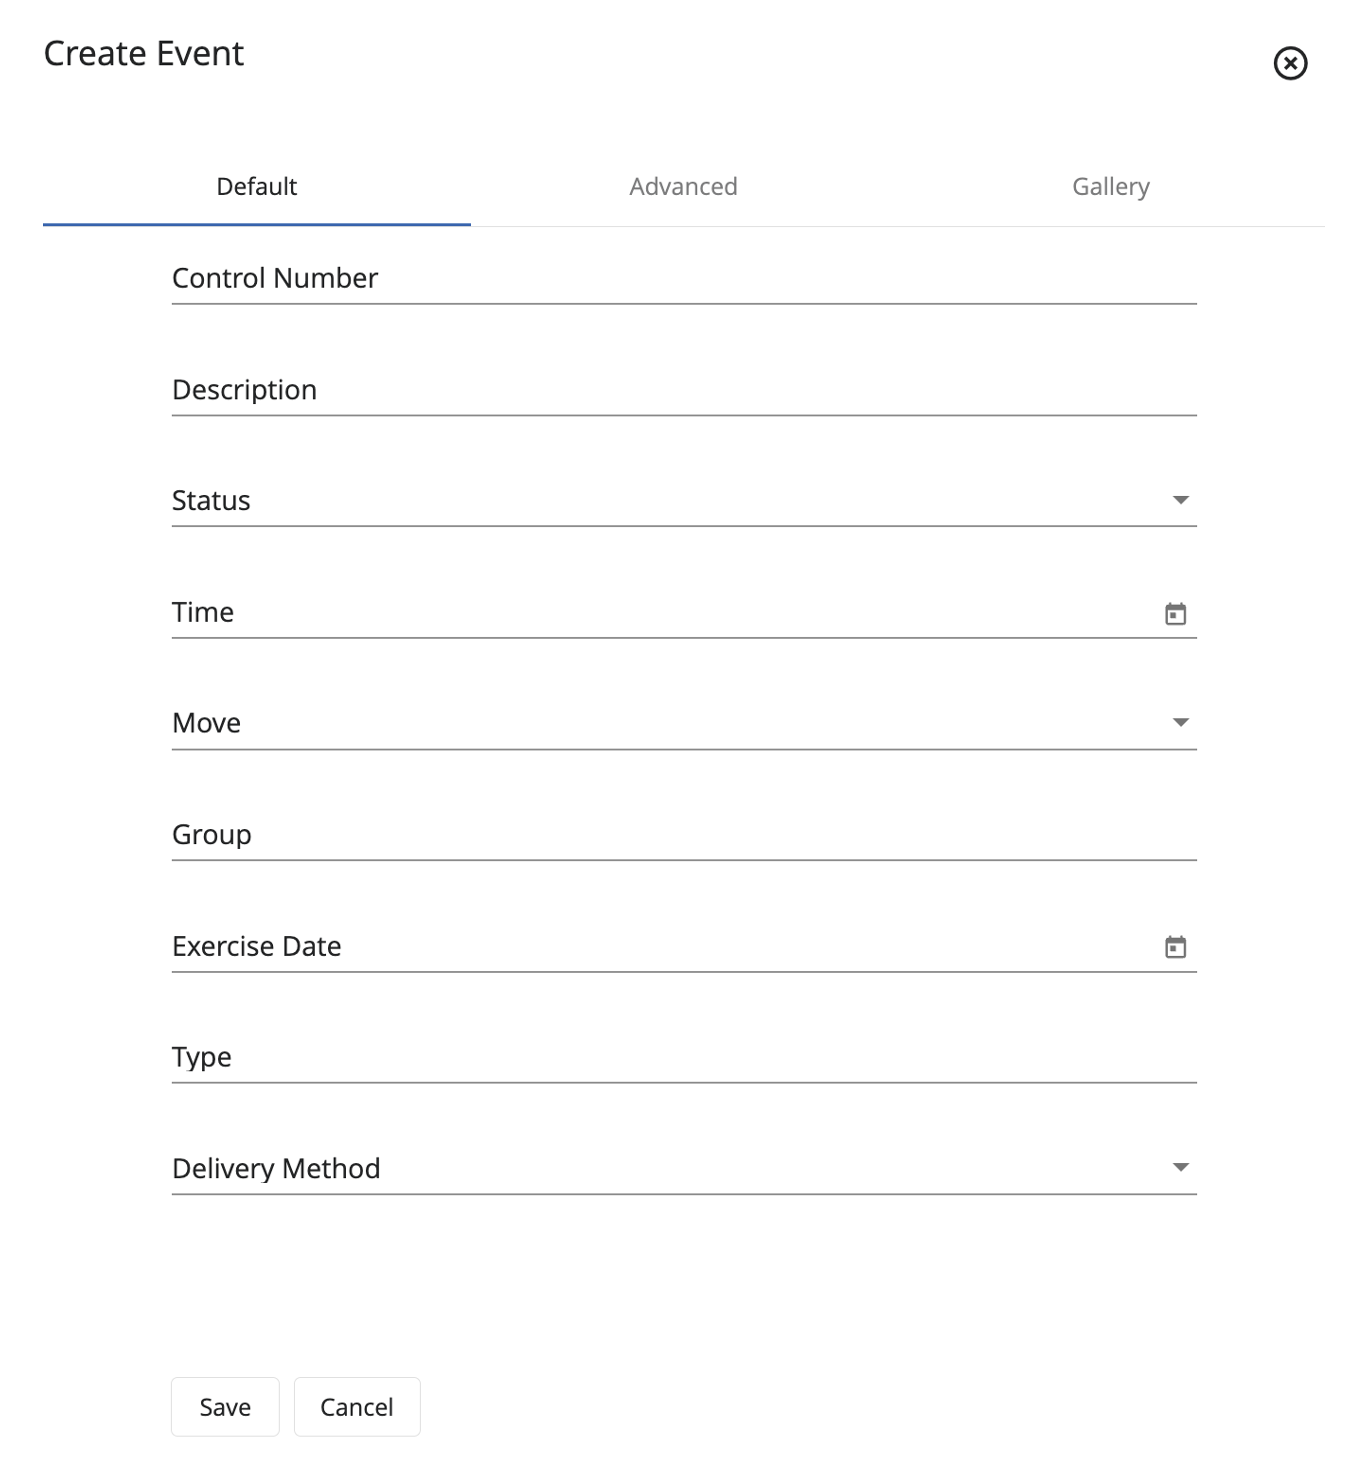 Create Event
Default Advanced Gallery
Control Number
Description
Status
Time
Move
Group
Exercise Date
Type
Delivery Method
Save Cancel